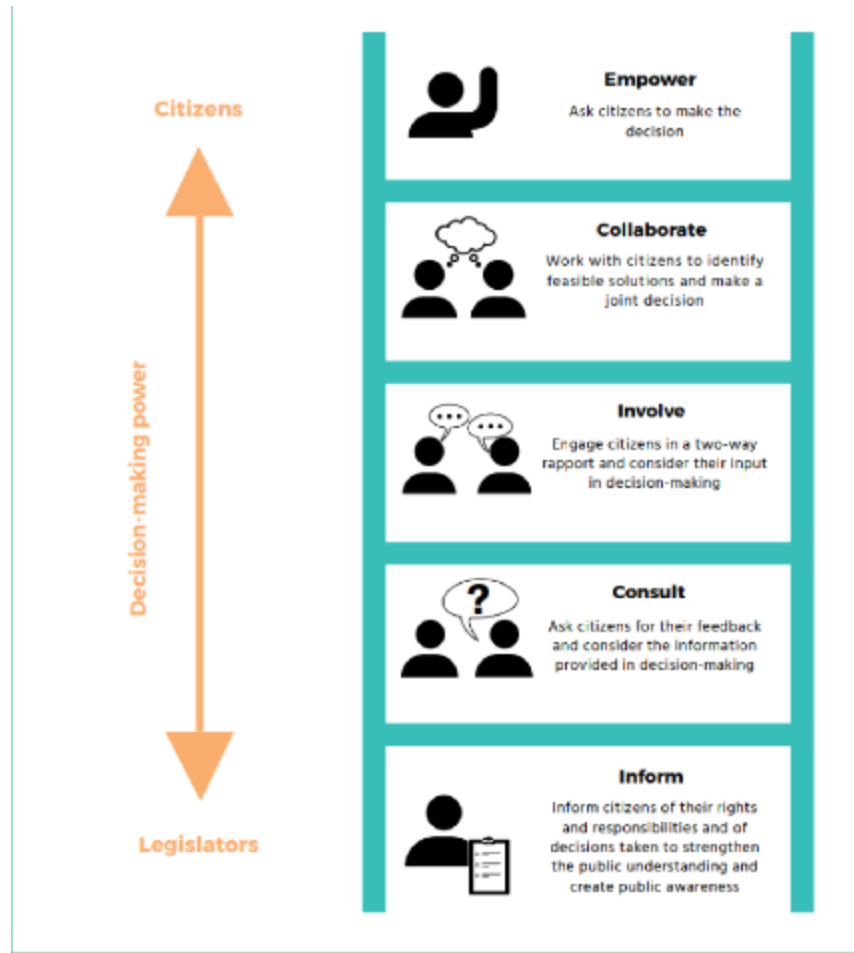 Citizens
Decision-making power
Legislators
Empower
Ask citizens to make the
decision
Collaborate
Work with citizens to identify
feasible solutions and make a
joint decision
Involve
Engage citizens in a two-way
rapport and consider their input
in decision-making
?
Consult
Ask citizens for their feedback
and consider the information
provided in decision-making
Inform
Inform citizens of their rights
and responsibilities and of
decisions taken to strengthen
the public understanding and
create public awareness